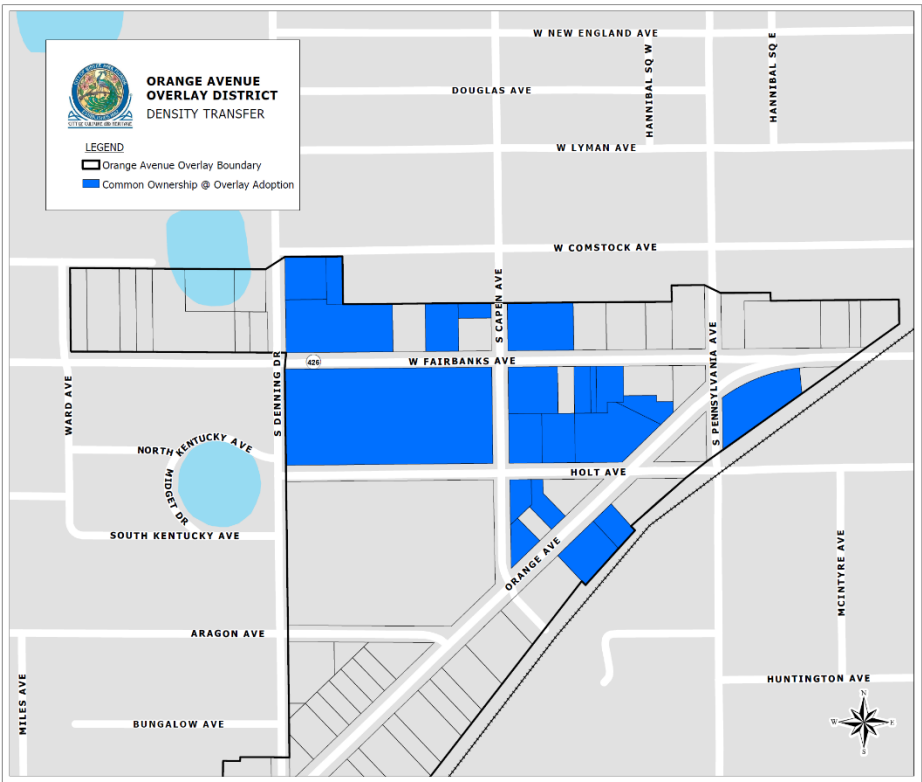 W NEW ENGLAND AVE
HANNIBAL SQ W
HANNIBAL SQ E
ORANGE AVENUE
OVERLAY DISTRICT
DENSITY TRANSFER
DOUGLAS AVE
LEGEND
Orange Avenue Overlay Boundary
Common Ownership @ Overlay Adoption
W LYMAN AVE
W COMSTOCK AVE
S CAPEN AVE
S PENNSYLVANIA AVE
426
W FAIRBANKS AVE
S DENNING DR
WARD AVE
NORTH KENTUCKY AVE
MIDGET DR
HOLT AVE
SOUTH KENTUCKY AVE
ORANGE AVE
MCINTYRE AVE
ARAGON AVE
MILES AVE
HUNTINGTON AVE
BUNGALOW AVE
N
W
E
S